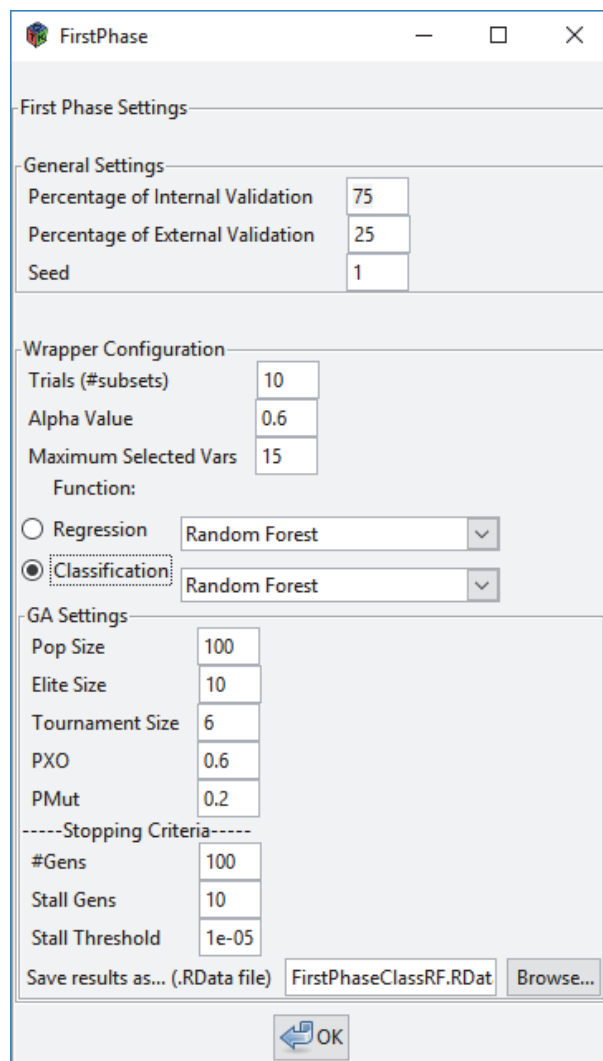 FirstPhase
First Phase Settings
General Settings
Percentage of Internal Validation 75
Percentage of External Validation 25
Seed 1
Wrapper Configuration
Trials (#subsets) 10
Alpha Value 0.6
Maximum Selected Vars 15
Function:
Regression Random Forest
Classification Random Forest
GA Settings
Pop Size 100
Elite Size 10
Tournament Size 6
PXO 0.6
PMut 0.2
-----Stopping Criteria-----
#Gens 100
Stall Gens 10
Stall Threshold 1e-05
Save results as... (.RData file) FirstPhaseClassRF.RDat Browse...
OK